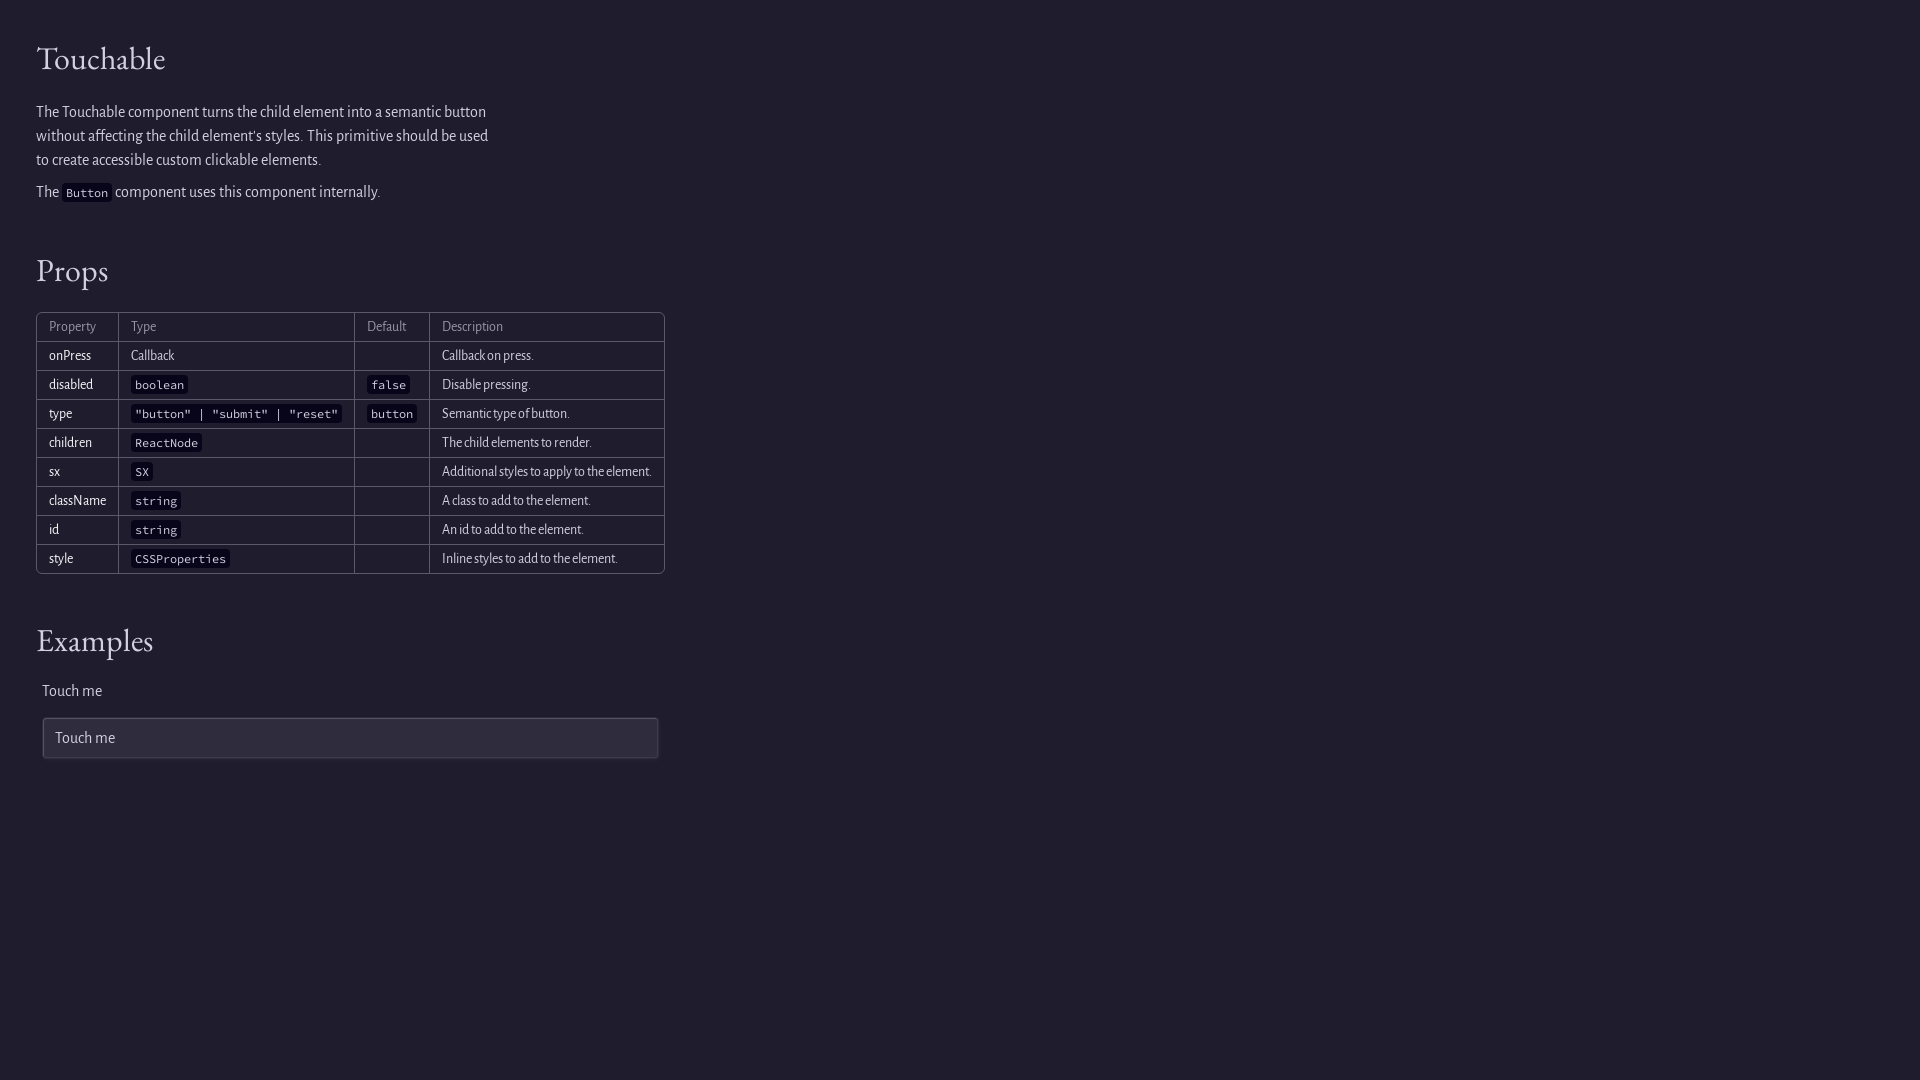 Touchable
The Touchable component turns the child element into a semantic button
without affecting the child element's styles. This primitive should be used
to create accessible custom clickable elements.
The Button component uses this component internally.
Props
Property Type Default Description
onPress Callback Callback on press.
disabled boolean false Disable pressing.
type "button" | "submit" | "reset" button Semantic type of button.
children ReactNode The child elements to render.
sx SX Additional styles to apply to the element.
className string A class to add to the element.
id string An id to add to the element.
style CSSProperties Inline styles to add to the element.
Examples
Touch me
Touch me